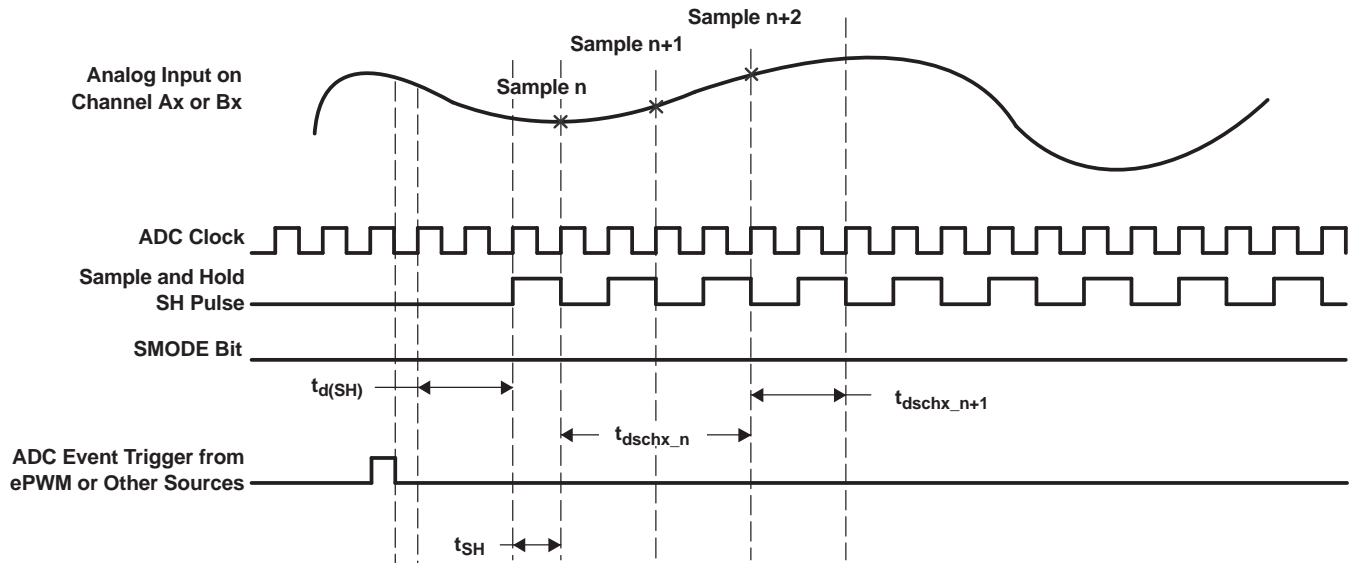 Sample n+2
Sample n+1
Analog Input on
Channel Ax or Bx
Sample n
ADC Clock
Sample and Hold
SH Pulse
SMODE Bit
td(SH)
tdschx_n+1
tdschx_n
ADC Event Trigger from
ePWM or Other Sources
tSH